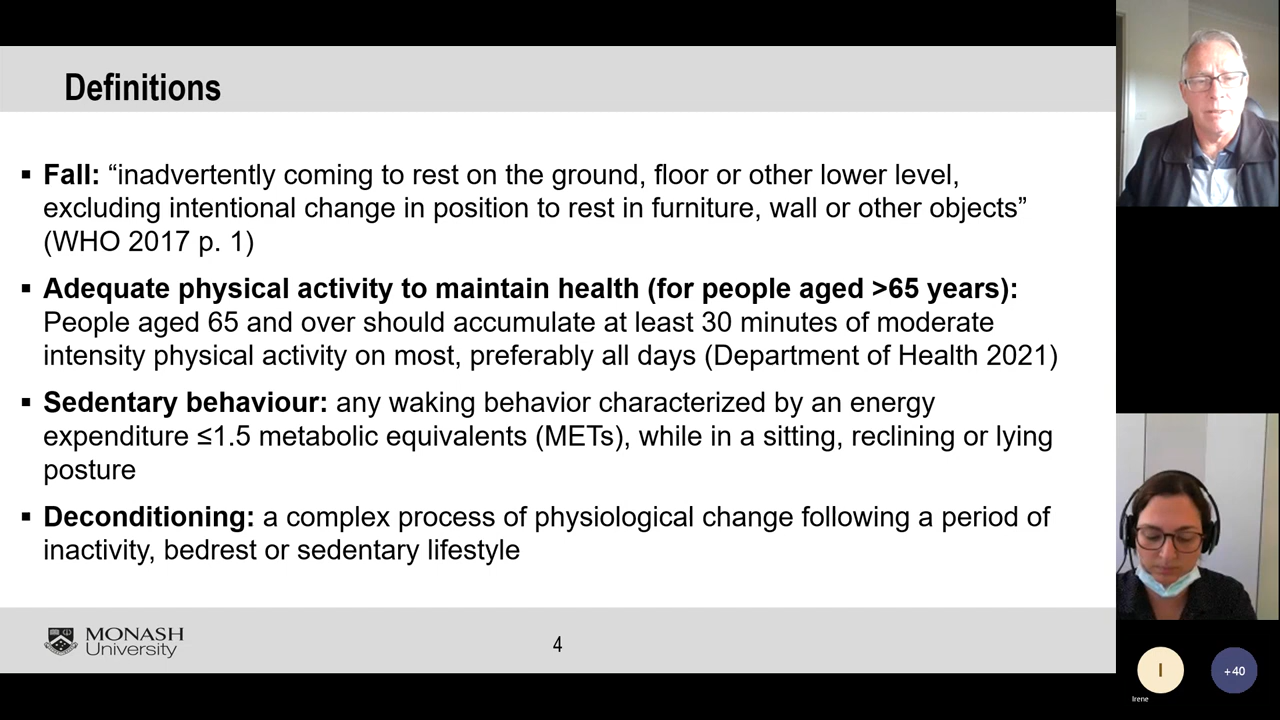 Definitions
▪ Fall: “inadvertently coming to rest on the ground, floor or other lower level,
excluding intentional change in position to rest in furniture, wall or other objects”
(WHO 2017 p. 1)
▪ Adequate physical activity to maintain health (for people aged >65 years):
People aged 65 and over should accumulate at least 30 minutes of moderate
intensity physical activity on most, preferably all days (Department of Health 2021)
▪ Sedentary behaviour: any waking behavior characterized by an energy
expenditure ≤1.5 metabolic equivalents (METs), while in a sitting, reclining or lying
posture
▪ Deconditioning: a complex process of physiological change following a period of
inactivity, bedrest or sedentary lifestyle
MONASH
University
4
I
+40
Irene